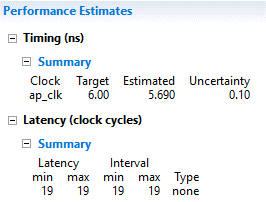 Performance Estimates
Timing (ns)
Summary
Clock Target Estimated Uncertainty
ap_clk 6.00 5.690 0.10
Latency (clock cycles)
Summary
Latency Interval
min max min max Type
19 19 19 19 none